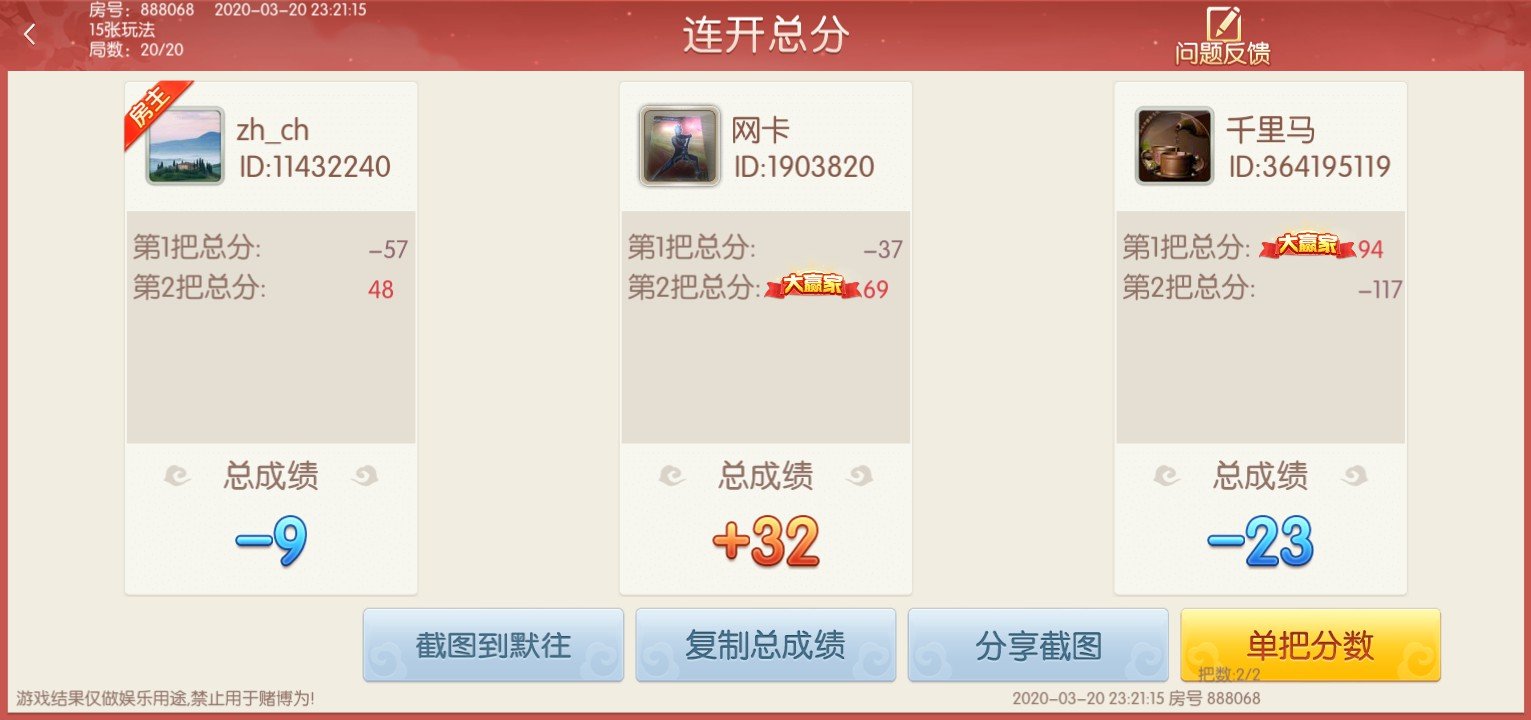 房号：888068 2020-03-20 23:21:15
15张玩法
局数：20/20
连开总分
问题反馈
房主
zh_ch
ID:11432240
第1把总分: -57
第2把总分: 48
总成绩
-9
网卡
ID:1903820
第1把总分: -37
第2把总分: 大赢家 69
总成绩
+32
千里马
ID:364195119
第1把总分: 大赢家 94
第2把总分: -117
总成绩
-23
截图到默往
复制总成绩
分享截图
单把分数
把数:2/2
游戏结果仅做娱乐用途,禁止用于赌博为!
2020-03-20 23:21:15 房号 888068